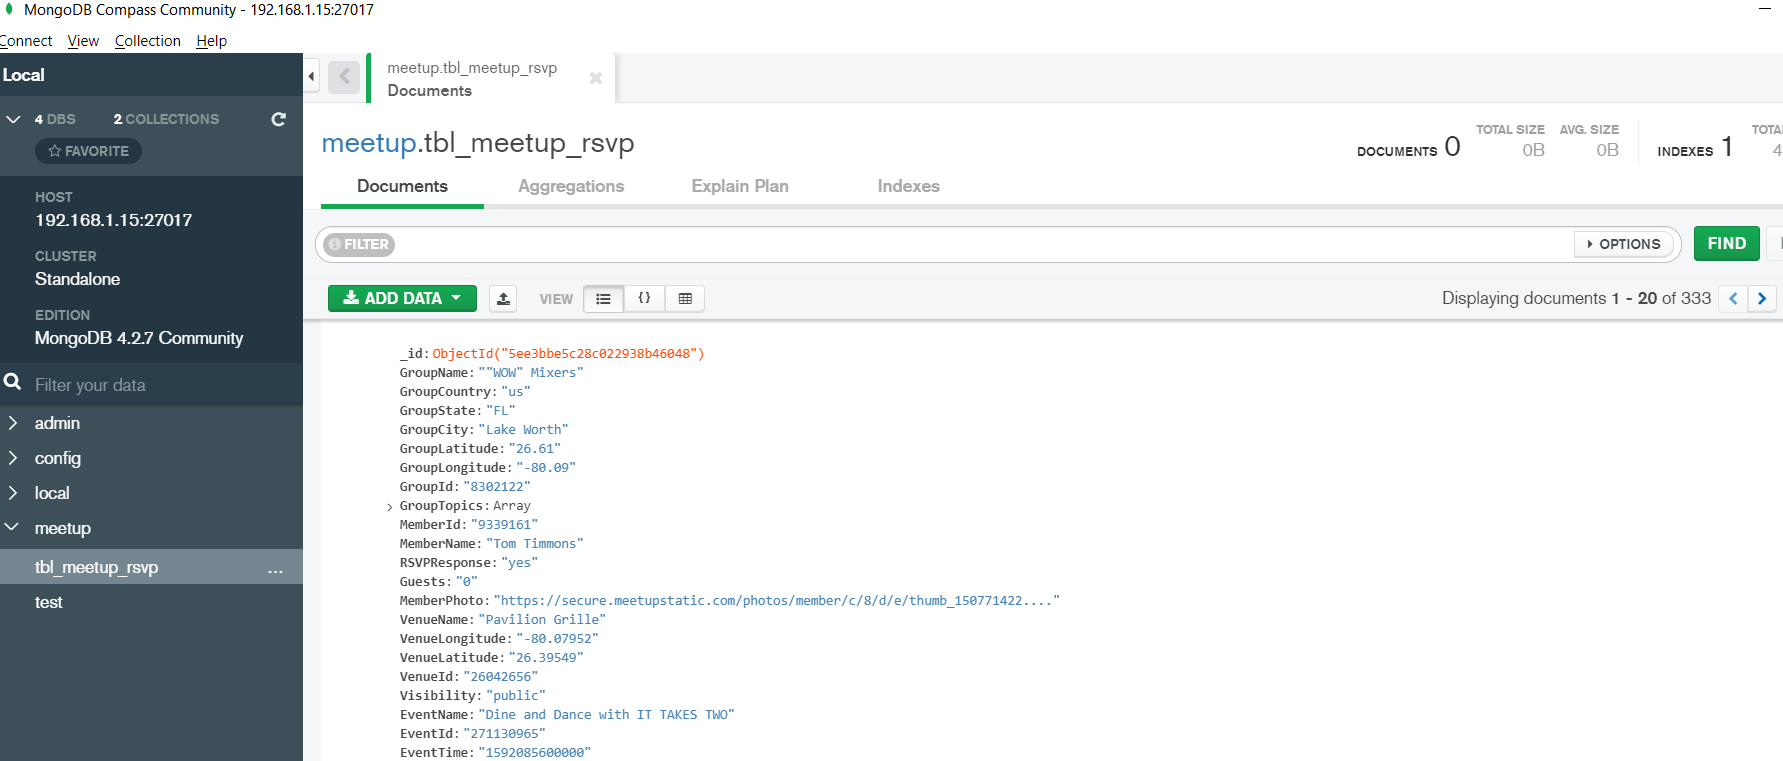 MongoDB Compass Community - 192.168.1.15:27017
Connect View Collection Help
Local
4 DBS 2 COLLECTIONS
FAVORITE
HOST
192.168.1.15:27017
CLUSTER
Standalone
EDITION
MongoDB 4.2.7 Community
Filter your data
admin
config
local
meetup
tbl_meetup_rsvp ...
test
meetup.tbl_meetup_rsvp
Documents
meetup.tbl_meetup_rsvp
DOCUMENTS 0
TOTAL SIZE
0B
AVG. SIZE
0B
INDEXES 1
TOTA
4
Documents Aggregations Explain Plan Indexes
FILTER OPTIONS FIND
ADD DATA VIEW {} Displaying documents 1 - 20 of 333
_id: ObjectId("5ee3bbe5c28c022938b46048")
GroupName: ""WOW" Mixers"
GroupCountry: "us"
GroupState: "FL"
GroupCity: "Lake Worth"
GroupLatitude: "26.61"
GroupLongitude: "-80.09"
GroupId: "8302122"
GroupTopics: Array
MemberId: "9339161"
MemberName: "Tom Timmons"
RSVPResponse: "yes"
Guests: "0"
MemberPhoto: "https://secure.meetupstatic.com/photos/member/c/8/d/e/thumb_150771422...."
VenueName: "Pavilion Grille"
VenueLongitude: "-80.07952"
VenueLatitude: "26.39549"
VenueId: "26042656"
Visibility: "public"
EventName: "Dine and Dance with IT TAKES TWO"
EventId: "271130965"
EventTime: "1592085600000"